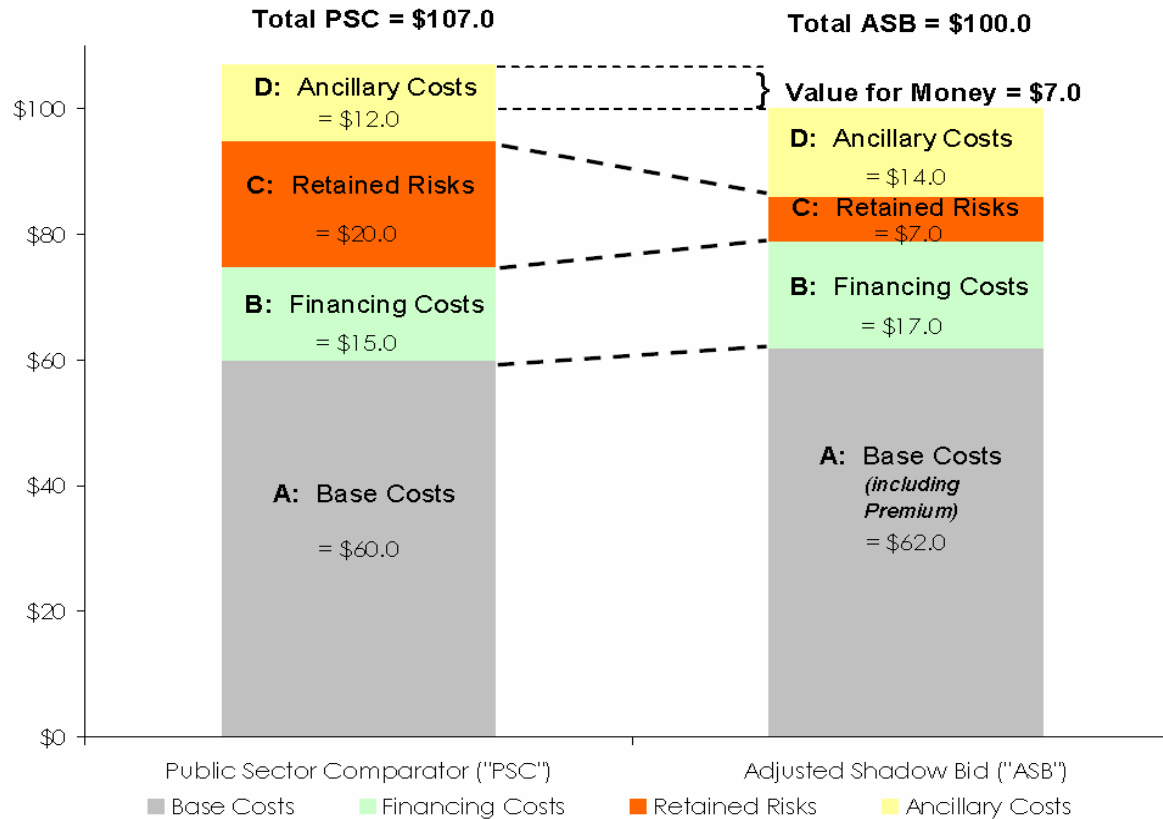 Total PSC = $107.0
Total ASB = $100.0
D: Ancillary Costs
= $12.0
} Value for Money = $7.0
$100
D: Ancillary Costs
= $14.0
C: Retained Risks
= $20.0
C: Retained Risks
= $7.0
$80
B: Financing Costs
= $15.0
B: Financing Costs
= $17.0
$60
A: Base Costs
= $60.0
A: Base Costs
(including
Premium)
= $62.0
$40
$20
$0
Public Sector Comparator ("PSC")
Adjusted Shadow Bid ("ASB")
Base Costs
Financing Costs
Retained Risks
Ancillary Costs